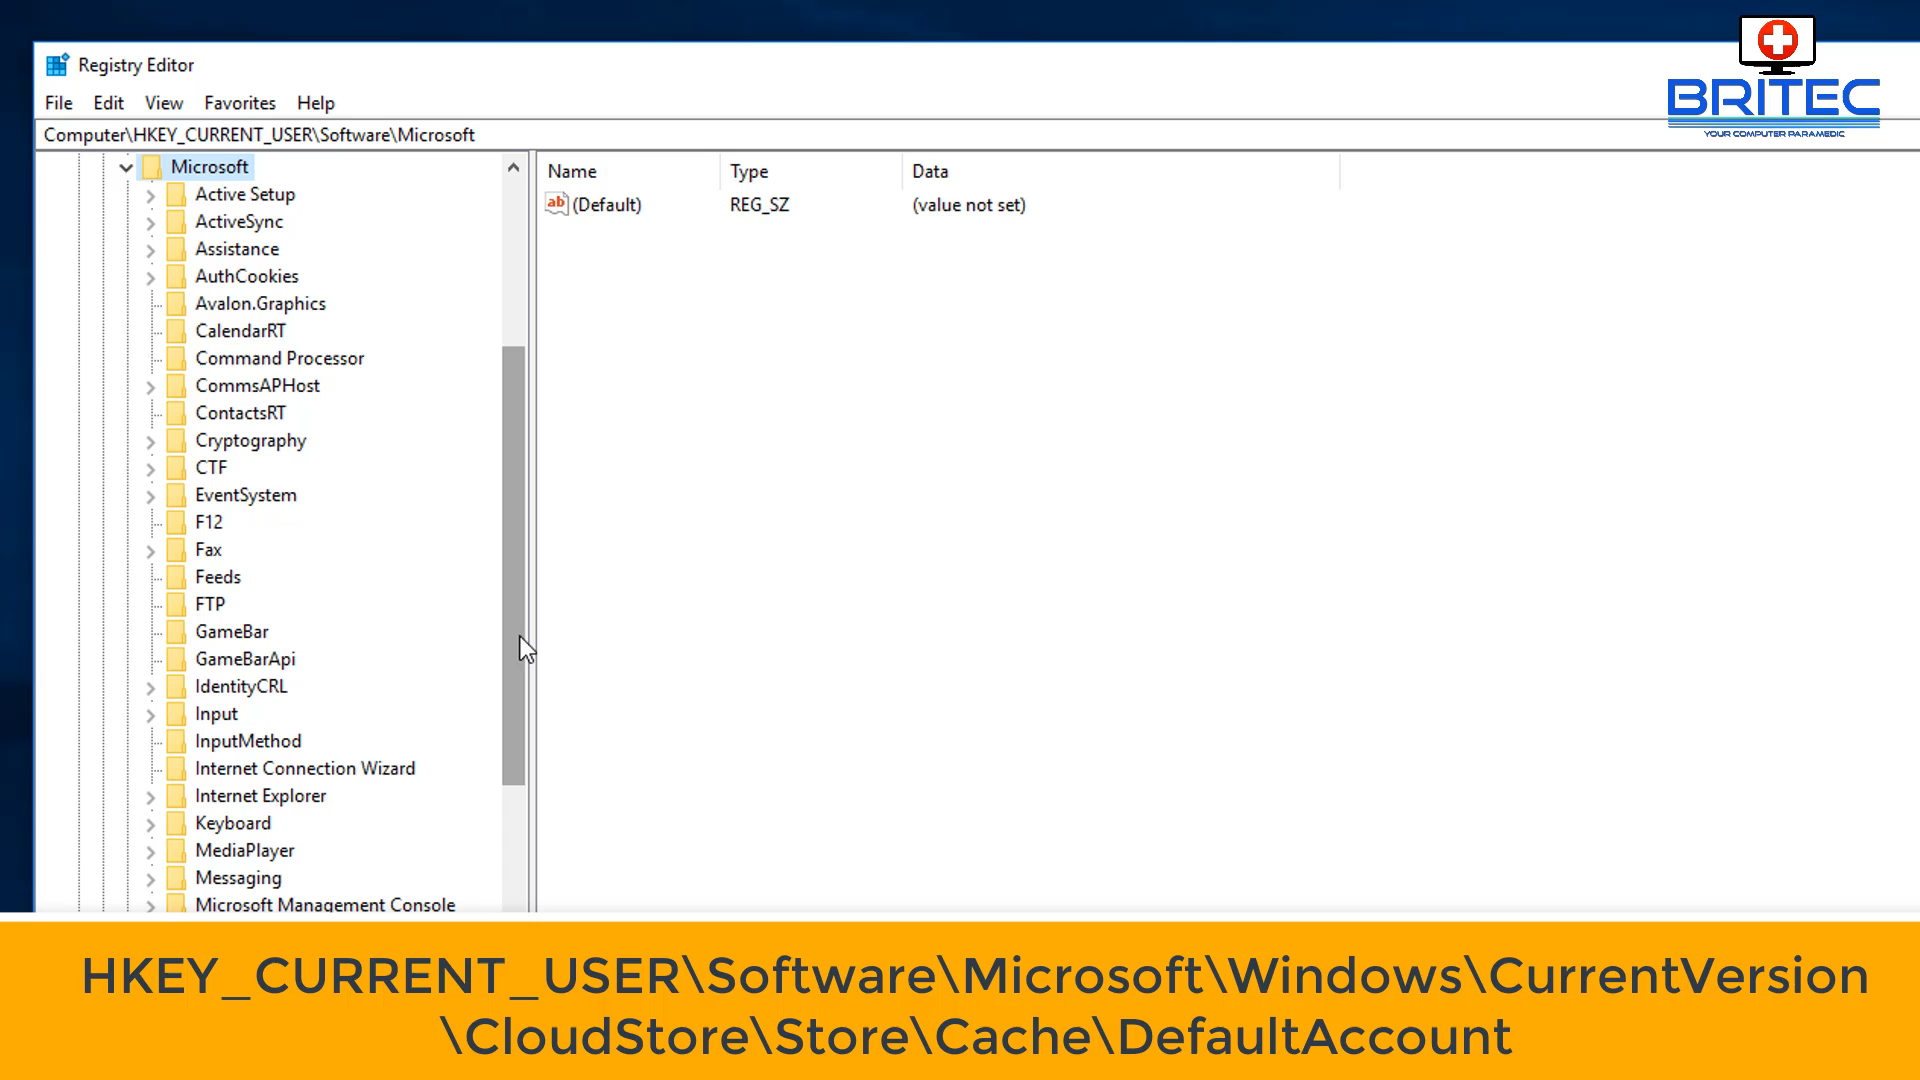 BRITEC
YOUR COMPUTER PARAMEDIC
Registry Editor
File Edit View Favorites Help
Computer\HKEY_CURRENT_USER\Software\Microsoft
Microsoft
Active Setup
ActiveSync
Assistance
AuthCookies
Avalon.Graphics
CalendarRT
Command Processor
CommsAPHost
ContactsRT
Cryptography
CTF
EventSystem
F12
Fax
Feeds
FTP
GameBar
GameBarApi
IdentityCRL
Input
InputMethod
Internet Connection Wizard
Internet Explorer
Keyboard
MediaPlayer
Messaging
Microsoft Management Console
Name Type Data
ab (Default) REG_SZ (value not set)
HKEY_CURRENT_USER\Software\Microsoft\Windows\CurrentVersion
\CloudStore\Store\Cache\DefaultAccount